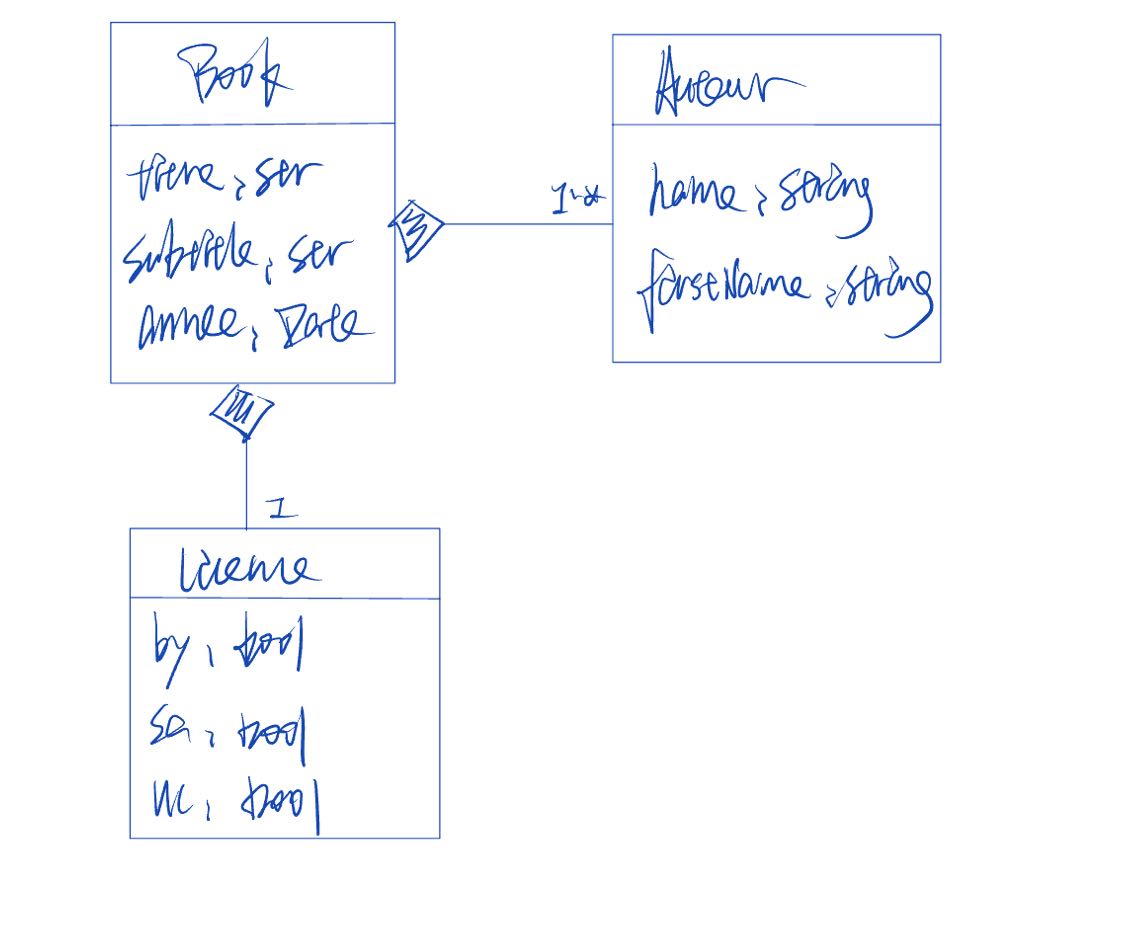 Book
titre : str
subtitle : str
annee : Date
1..*
Auteur
name : string
firstName : string
1
License
by : bool
sa : bool
nc : bool